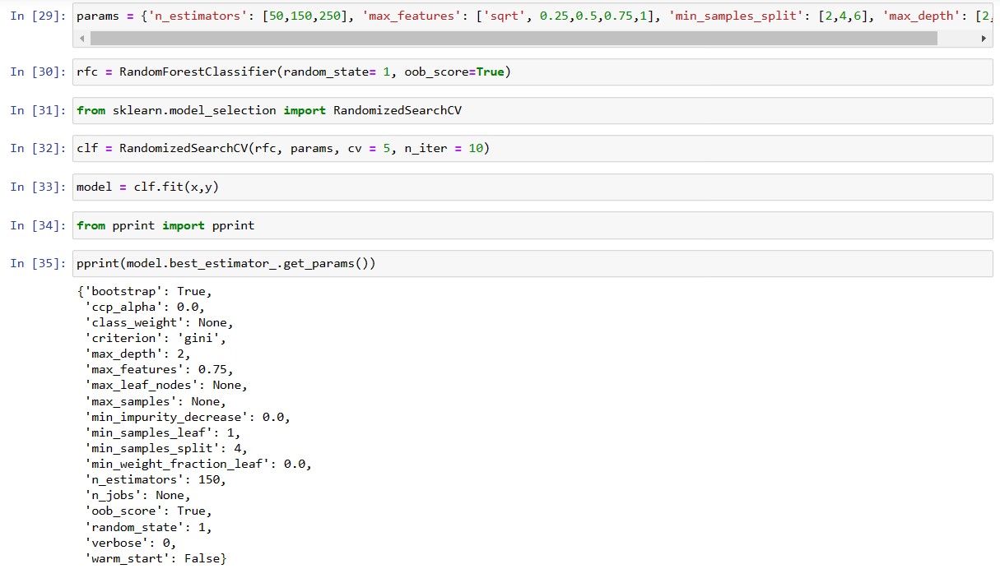 In [29]: params = {'n_estimators': [50,150,250], 'max_features': ['sqrt', 0.25,0.5,0.75,1], 'min_samples_split': [2,4,6], 'max_depth': [2,
In [30]: rfc = RandomForestClassifier(random_state= 1, oob_score=True)
In [31]: from sklearn.model_selection import RandomizedSearchCV
In [32]: clf = RandomizedSearchCV(rfc, params, cv = 5, n_iter = 10)
In [33]: model = clf.fit(x,y)
In [34]: from pprint import pprint
In [35]: pprint(model.best_estimator_.get_params())
{'bootstrap': True,
 'ccp_alpha': 0.0,
 'class_weight': None,
 'criterion': 'gini',
 'max_depth': 2,
 'max_features': 0.75,
 'max_leaf_nodes': None,
 'max_samples': None,
 'min_impurity_decrease': 0.0,
 'min_samples_leaf': 1,
 'min_samples_split': 4,
 'min_weight_fraction_leaf': 0.0,
 'n_estimators': 150,
 'n_jobs': None,
 'oob_score': True,
 'random_state': 1,
 'verbose': 0,
 'warm_start': False}